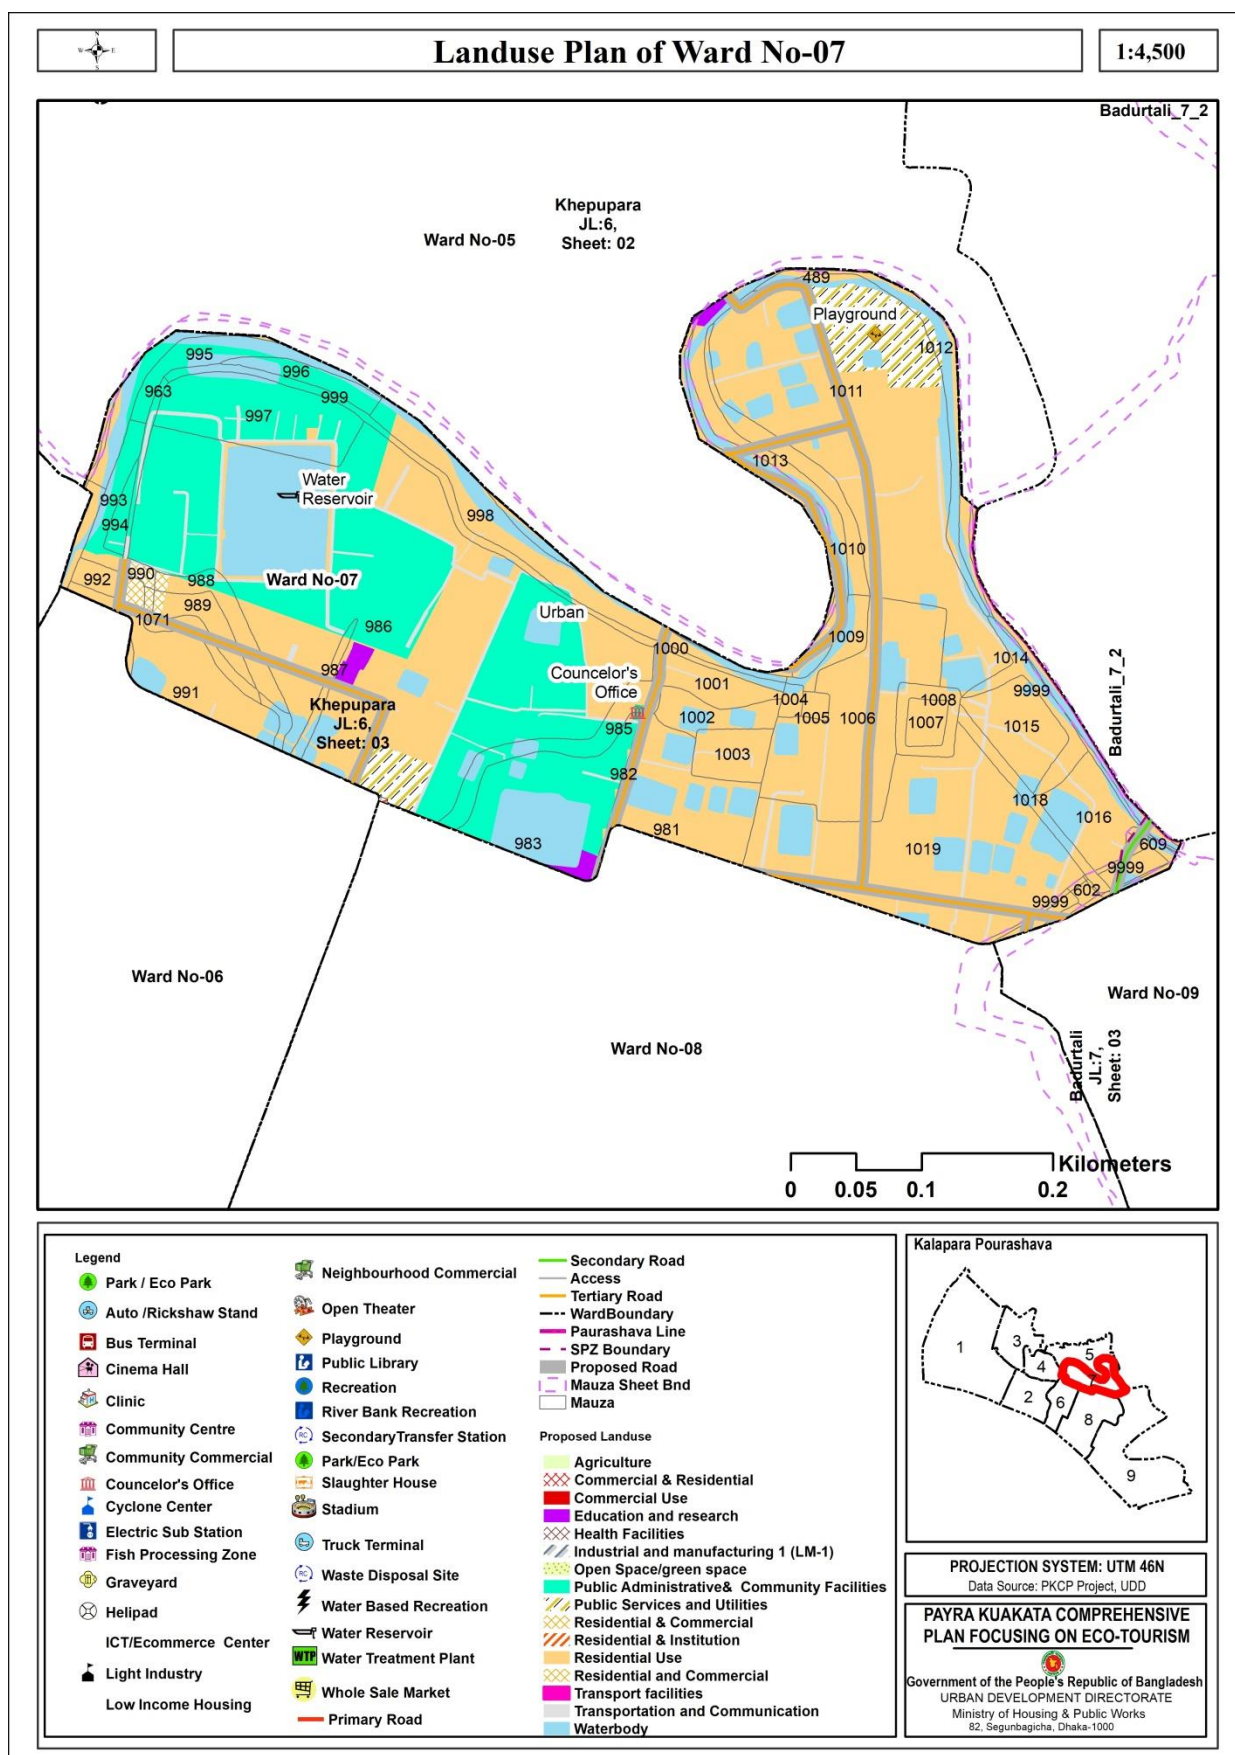 N
W E
S
Landuse Plan of Ward No-07
1:4,500
Badurtali_7_2
Khepupara
JL:6,
Sheet: 02
Ward No-05
489
Playground
1012
995
996
963
999
1011
997
1013
Water
Reservoir
993
998
994
1010
990
992
988
Ward No-07
989
Urban
1071
986
1009
1000
1014
987
Councelor's
Office
1001
9999
991
1004
1008
Khepupara
JL:6,
Sheet: 03
985
1002
1005
1006
1007
1015
Badurtali_7_2
1003
982
1018
1016
981
983
1019
609
9999
602
9999
Ward No-06
Ward No-09
Ward No-08
Badurtali
JL:7,
Sheet: 03
Kilometers
0 0.05 0.1 0.2
Legend
Park / Eco Park
Auto /Rickshaw Stand
Bus Terminal
Cinema Hall
Clinic
Community Centre
Community Commercial
Councelor's Office
Cyclone Center
Electric Sub Station
Fish Processing Zone
Graveyard
Helipad
ICT/Ecommerce Center
Light Industry
Low Income Housing
Neighbourhood Commercial
Open Theater
Playground
Public Library
Recreation
River Bank Recreation
RC SecondaryTransfer Station
Park/Eco Park
Slaughter House
Stadium
Truck Terminal
RC Waste Disposal Site
Water Based Recreation
Water Reservoir
WTP Water Treatment Plant
Whole Sale Market
Primary Road
Secondary Road
Access
Tertiary Road
WardBoundary
Paurashava Line
SPZ Boundary
Proposed Road
Mauza Sheet Bnd
Mauza
Proposed Landuse
Agriculture
Commercial & Residential
Commercial Use
Education and research
Health Facilities
Industrial and manufacturing 1 (LM-1)
Open Space/green space
Public Administrative& Community Facilities
Public Services and Utilities
Residential & Commercial
Residential & Institution
Residential Use
Residential and Commercial
Transport facilities
Transportation and Communication
Waterbody
Kalapara Pourashava
1
3
4
5
2
6
8
9
PROJECTION SYSTEM: UTM 46N
Data Source: PKCP Project, UDD
PAYRA KUAKATA COMPREHENSIVE
PLAN FOCUSING ON ECO-TOURISM
Government of the People's Republic of Bangladesh
URBAN DEVELOPMENT DIRECTORATE
Ministry of Housing & Public Works
82, Segunbagicha, Dhaka-1000